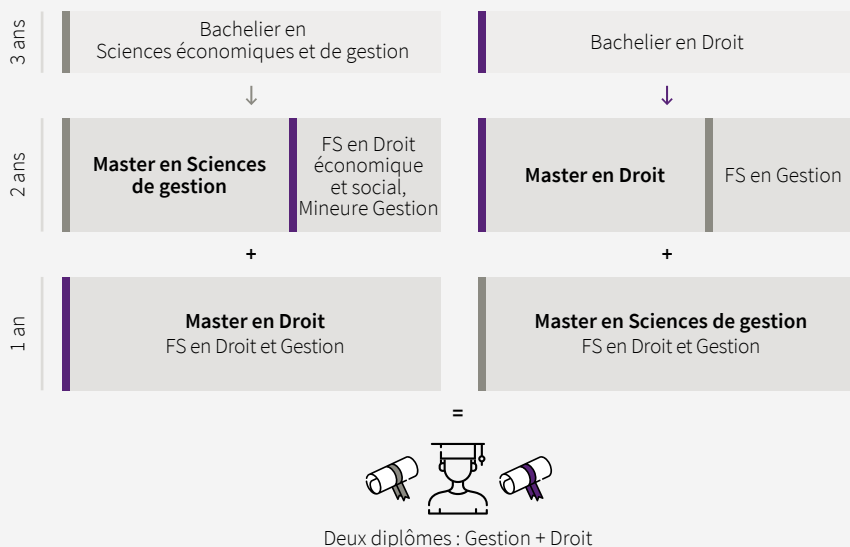 3 ans
Bachelier en
Sciences économiques et de gestion
Bachelier en Droit
↓
↓
2 ans
Master en Sciences
de gestion
FS en Droit
économique
et social,
Mineure Gestion
Master en Droit
FS en Gestion
+
+
1 an
Master en Droit
FS en Droit et Gestion
Master en Sciences de gestion
FS en Droit et Gestion
=
Deux diplômes : Gestion + Droit